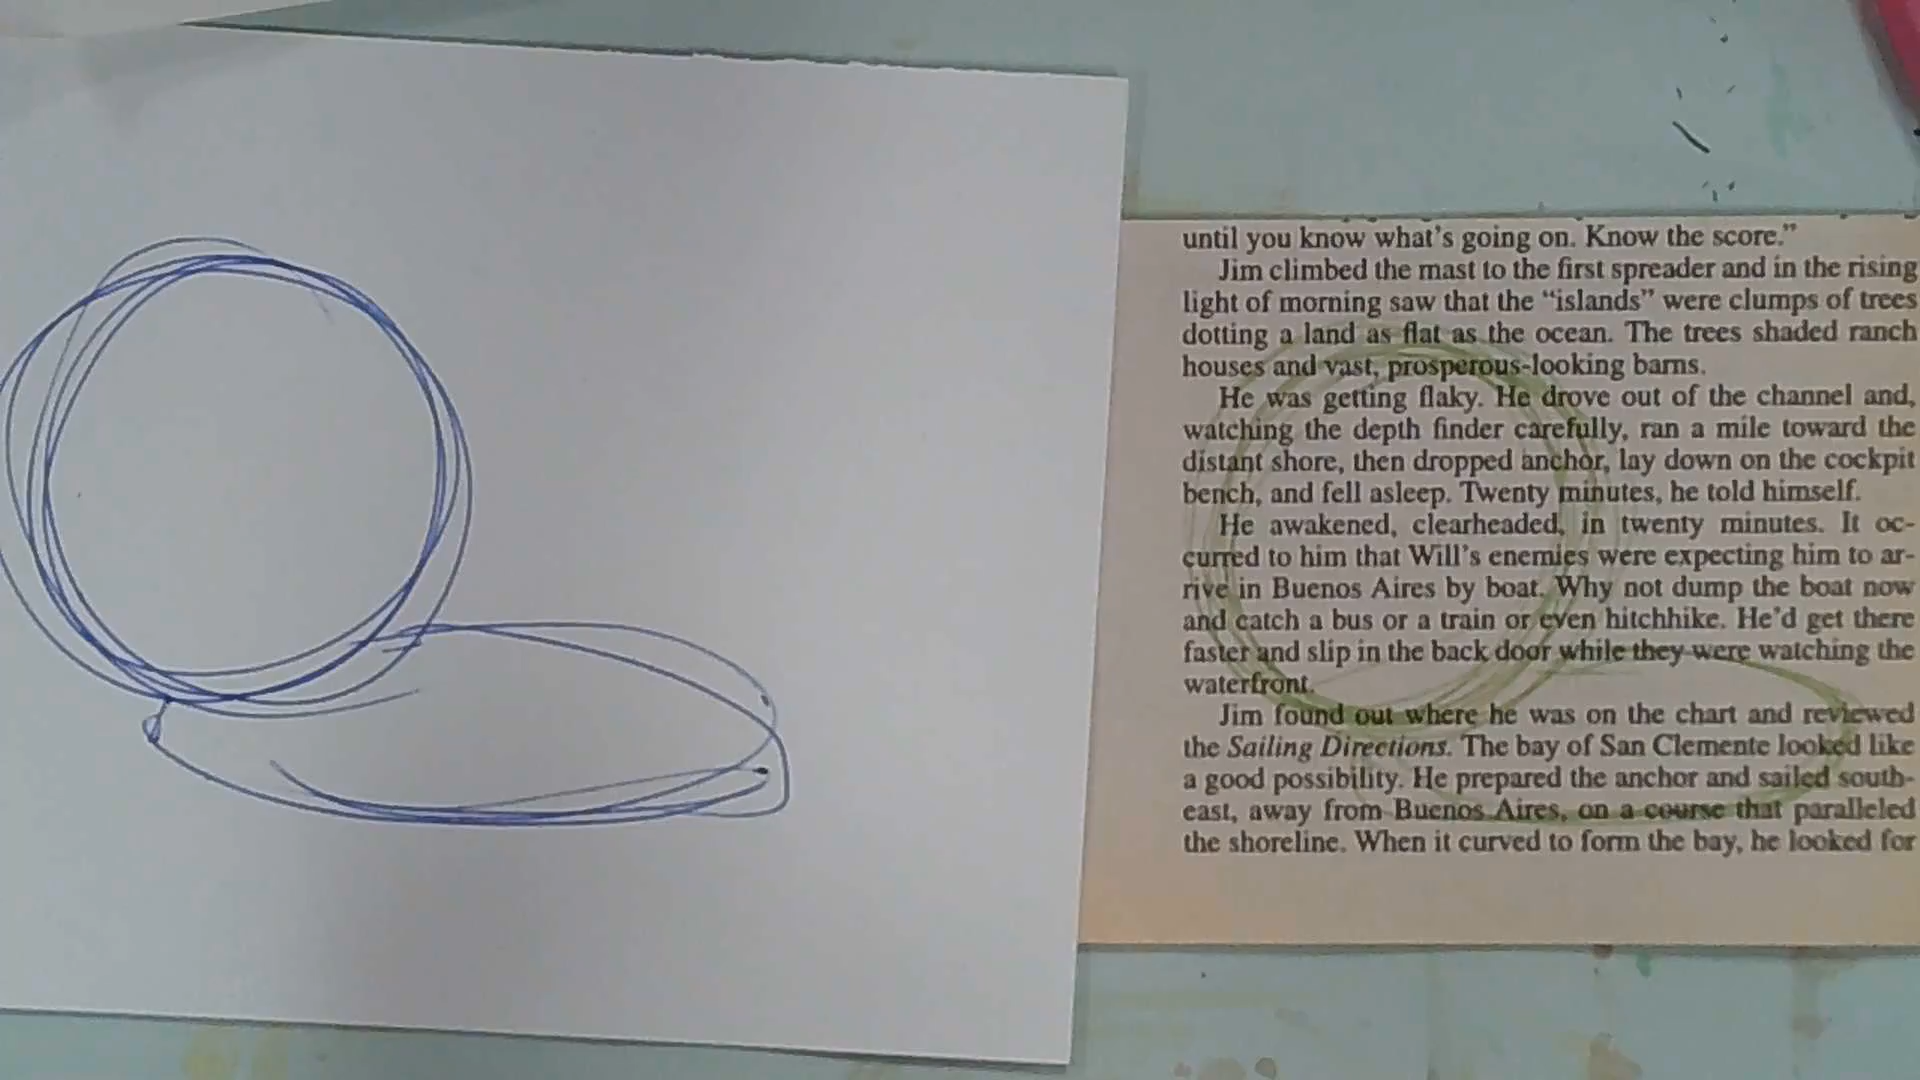 until you know what's going on. Know the score."
Jim climbed the mast to the first spreader and in the rising
light of morning saw that the "islands" were clumps of trees
dotting a land as flat as the ocean. The trees shaded ranch
houses and vast, prosperous-looking barns.
He was getting flaky. He drove out of the channel and,
watching the depth finder carefully, ran a mile toward the
distant shore, then dropped anchor, lay down on the cockpit
bench, and fell asleep. Twenty minutes, he told himself.
He awakened, clearheaded, in twenty minutes. It oc-
curred to him that Will's enemies were expecting him to ar-
rive in Buenos Aires by boat. Why not dump the boat now
and catch a bus or a train or even hitchhike. He'd get there
faster and slip in the back door while they were watching the
waterfront.
Jim found out where he was on the chart and reviewed
the Sailing Directions. The bay of San Clemente looked like
a good possibility. He prepared the anchor and sailed south-
east, away from Buenos Aires, on a course that paralleled
the shoreline. When it curved to form the bay, he looked for